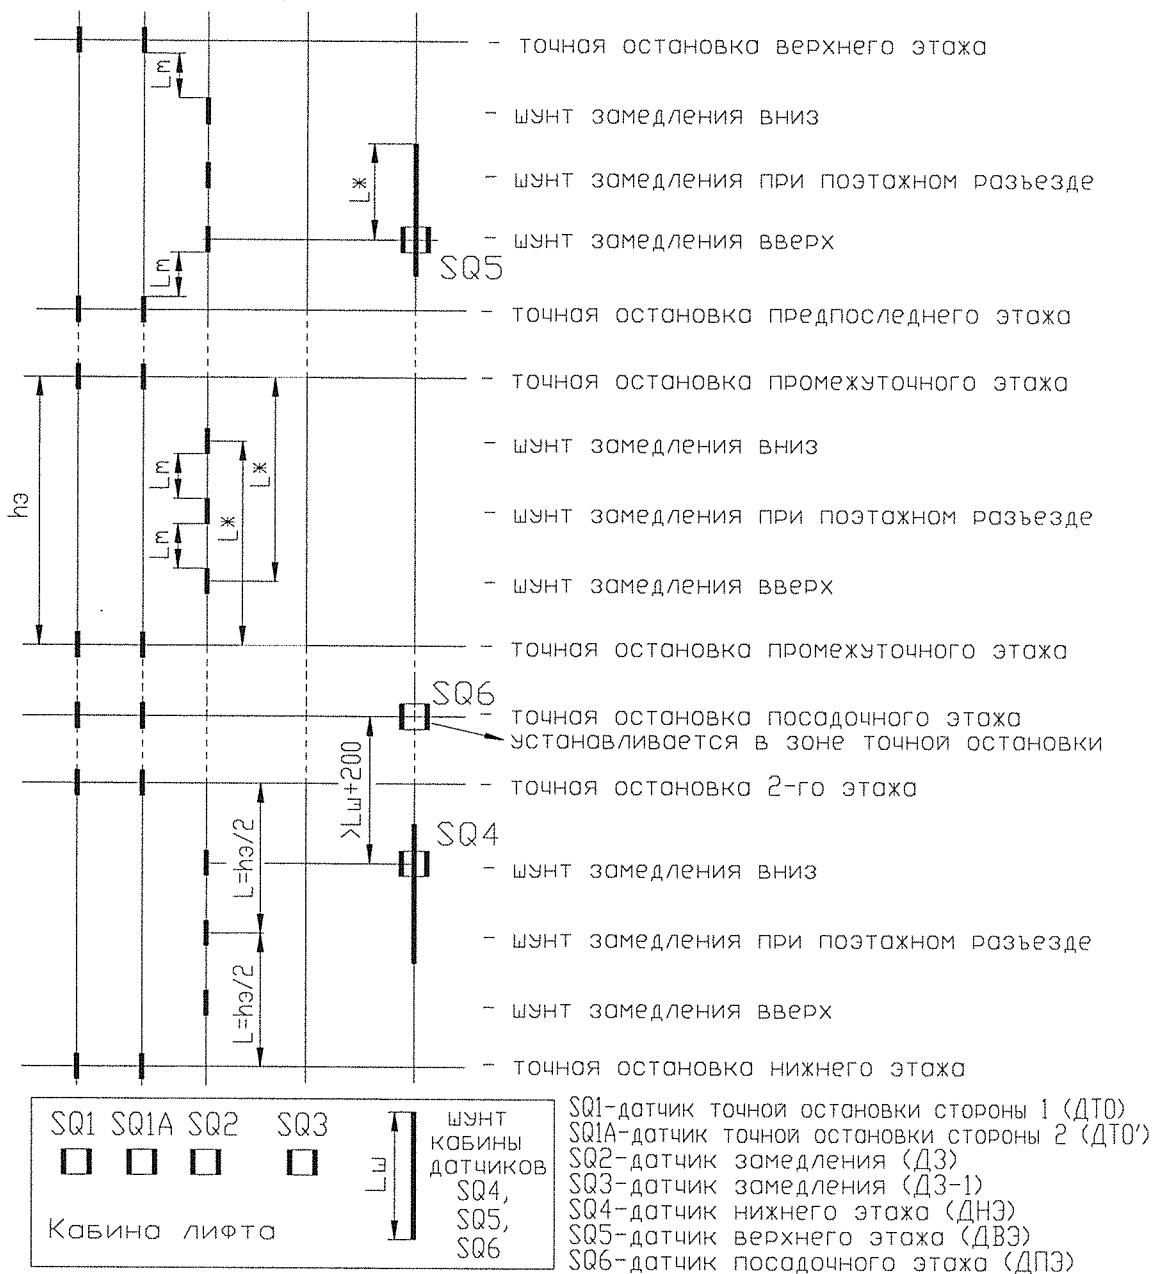 - точная остановка верхнего этажа
Lm
- шунт замедления вниз
L*
- шунт замедления при поэтажном разъезде
- шунт замедления вверх
SQ5
Lm
- точная остановка предпоследнего этажа
- точная остановка промежуточного этажа
hэ
Lm
Lm
L*
L*
- шунт замедления вниз
- шунт замедления при поэтажном разъезде
- шунт замедления вверх
- точная остановка промежуточного этажа
SQ6
- точная остановка посадочного этажа
устанавливается в зоне точной остановки
>Lш+200
- точная остановка 2-го этажа
L=hэ/2
SQ4
- шунт замедления вниз
- шунт замедления при поэтажном разъезде
L=hэ/2
- шунт замедления вверх
- точная остановка нижнего этажа
SQ1 SQ1A SQ2 SQ3
Кабина лифта
Lш
шунт
кабины
датчиков
SQ4,
SQ5,
SQ6
SQ1-датчик точной остановки стороны 1 (ДТО)
SQ1A-датчик точной остановки стороны 2 (ДТО')
SQ2-датчик замедления (ДЗ)
SQ3-датчик замедления (ДЗ-1)
SQ4-датчик нижнего этажа (ДНЭ)
SQ5-датчик верхнего этажа (ДВЭ)
SQ6-датчик посадочного этажа (ДПЭ)